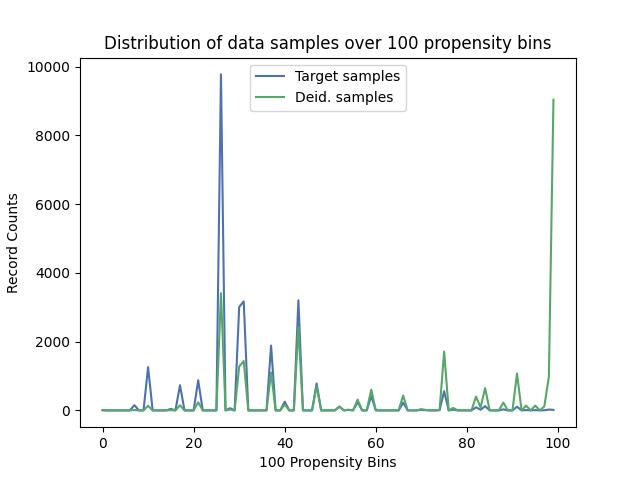 Distribution of data samples over 100 propensity bins
Target samples
Deid. samples
Record Counts
10000
8000
6000
4000
2000
0
0 20 40 60 80 100
100 Propensity Bins